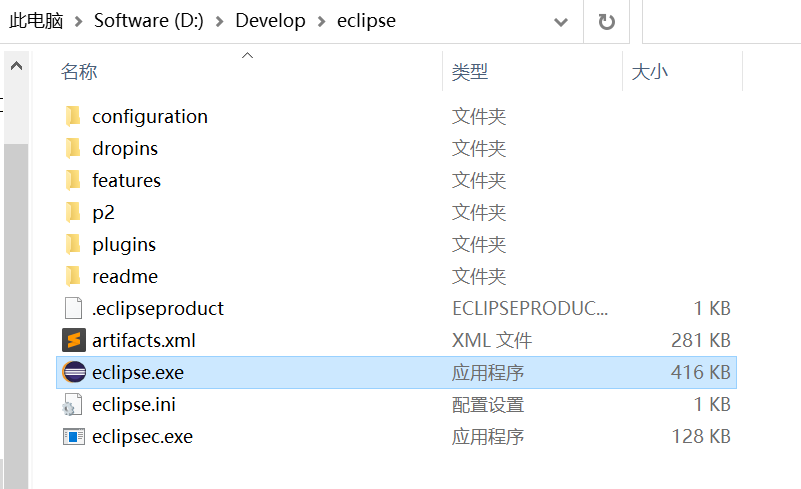 此电脑 > Software (D:) > Develop > eclipse
名称 类型 大小
configuration 文件夹
dropins 文件夹
features 文件夹
p2 文件夹
plugins 文件夹
readme 文件夹
.eclipseproduct ECLIPSEPRODUC... 1 KB
artifacts.xml XML 文件 281 KB
eclipse.exe 应用程序 416 KB
eclipse.ini 配置设置 1 KB
eclipsec.exe 应用程序 128 KB